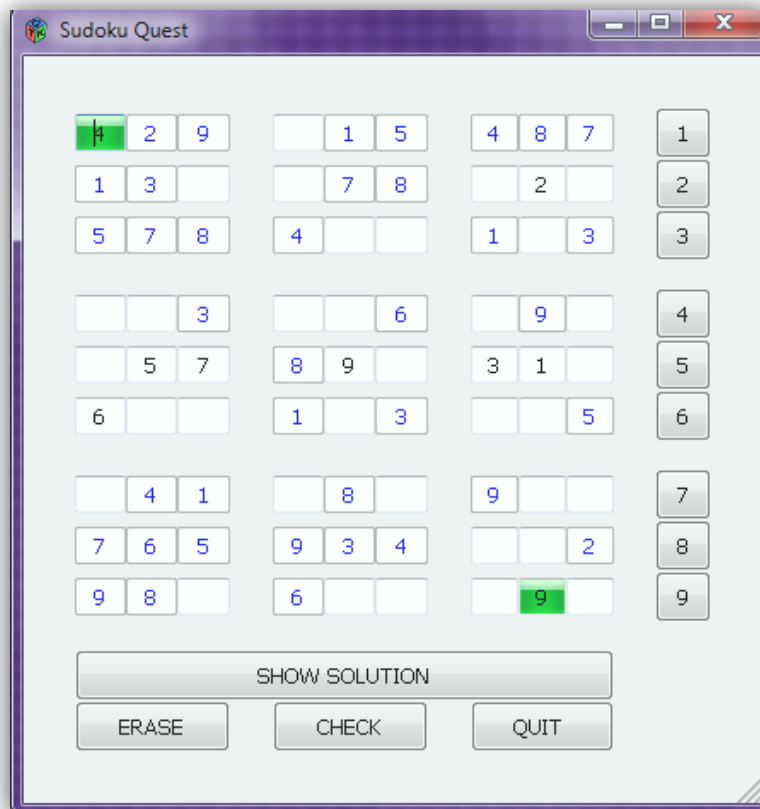 Sudoku Quest
4 2 9 1 5 4 8 7 1
1 3 7 8 2 2
5 7 8 4 1 3 3
3 6 9 4
5 7 8 9 3 1 5
6 1 3 5 6
4 1 8 9 7
7 6 5 9 3 4 2 8
9 8 6 9 9
SHOW SOLUTION
ERASE CHECK QUIT